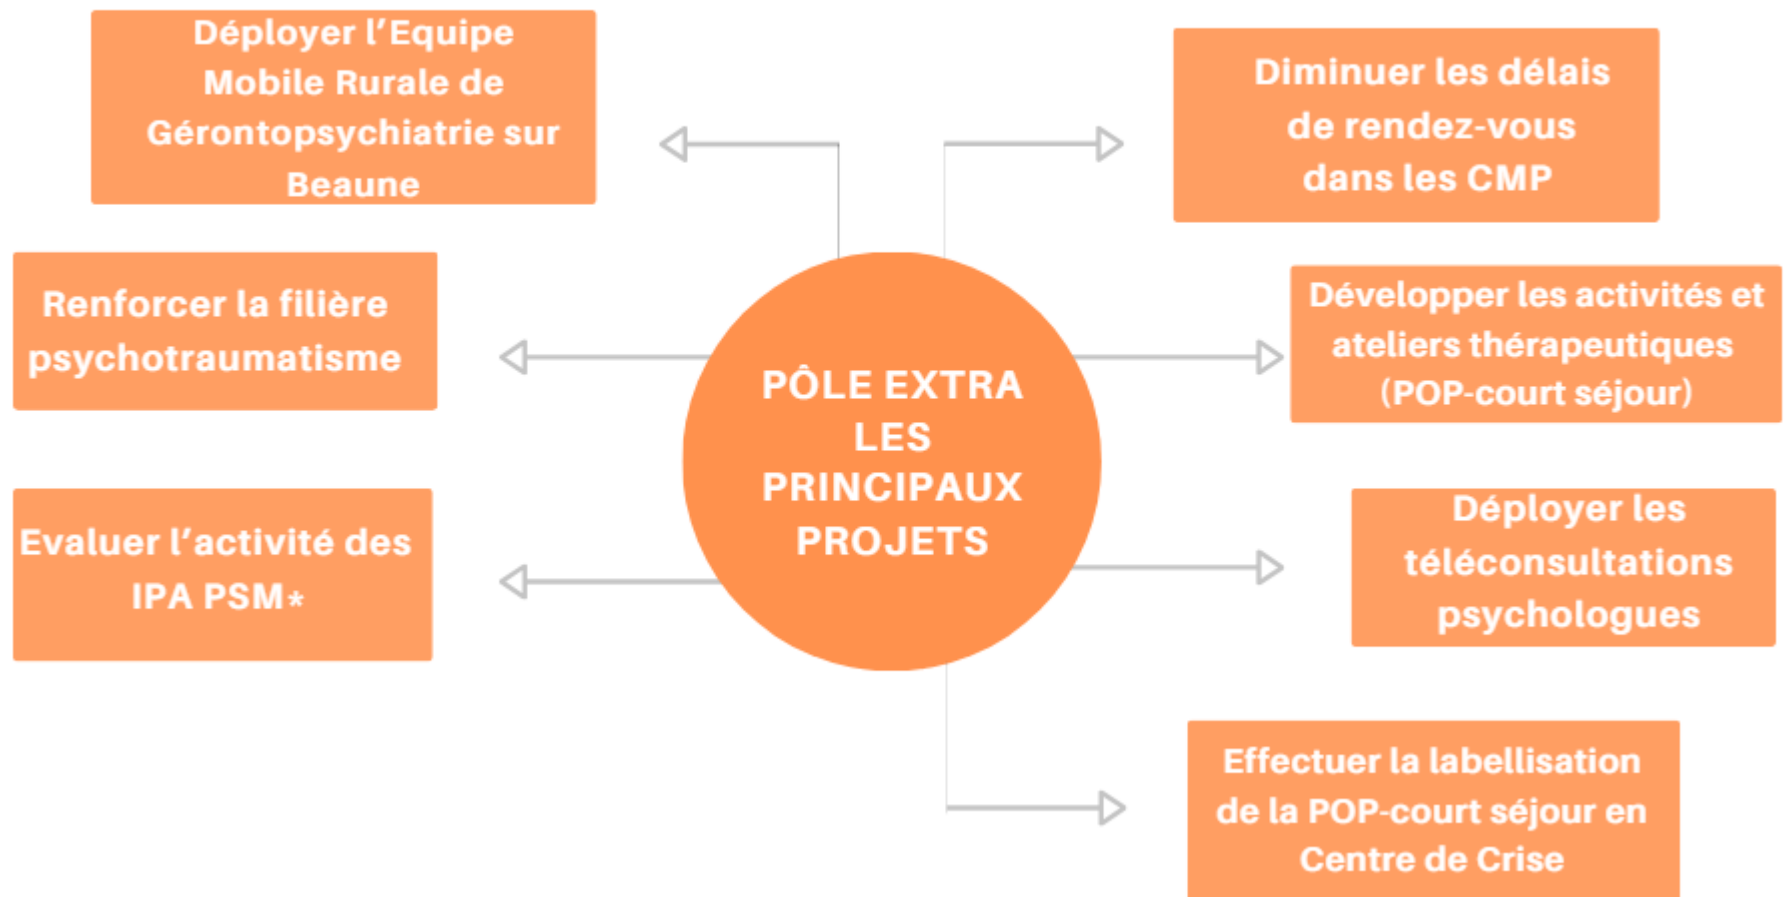 Déployer l’Equipe
Mobile Rurale de
Gérontopsychiatrie sur
Beaune
Renforcer la filière
psychotraumatisme
Evaluer l’activité des
IPA PSM*
PÔLE EXTRA
LES
PRINCIPAUX
PROJETS
Diminuer les délais
de rendez-vous
dans les CMP
Développer les activités et
ateliers thérapeutiques
(POP-court séjour)
Déployer les
téléconsultations
psychologues
Effectuer la labellisation
de la POP-court séjour en
Centre de Crise